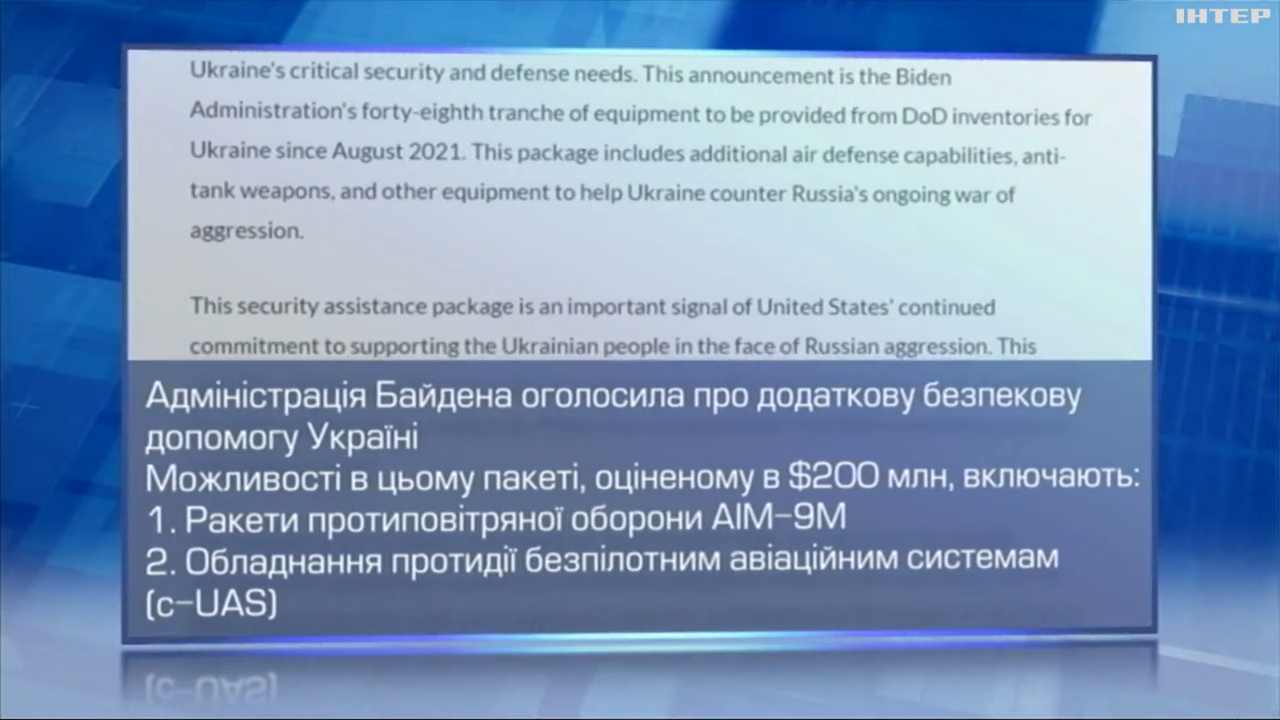 ІНТЕР
Ukraine's critical security and defense needs. This announcement is the Biden
Administration's forty-eighth tranche of equipment to be provided from DoD inventories for
Ukraine since August 2021. This package includes additional air defense capabilities, anti-
tank weapons, and other equipment to help Ukraine counter Russia's ongoing war of
aggression.
This security assistance package is an important signal of United States' continued
commitment to supporting the Ukrainian people in the face of Russian aggression. This
Адміністрація Байдена оголосила про додаткову безпекову
допомогу Україні
Можливості в цьому пакеті, оціненому в $200 млн, включають:
1. Ракети протиповітряної оборони AIM-9M
2. Обладнання протидії безпілотним авіаційним системам
(c-UAS)